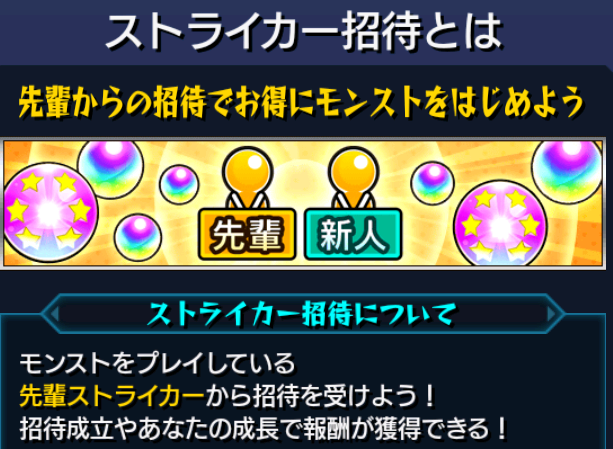 ストライカー招待とは
先輩からの招待でお得にモンストをはじめよう
先輩 新人
ストライカー招待について
モンストをプレイしている
先輩ストライカーから招待を受けよう！
招待成立やあなたの成長で報酬が獲得できる！